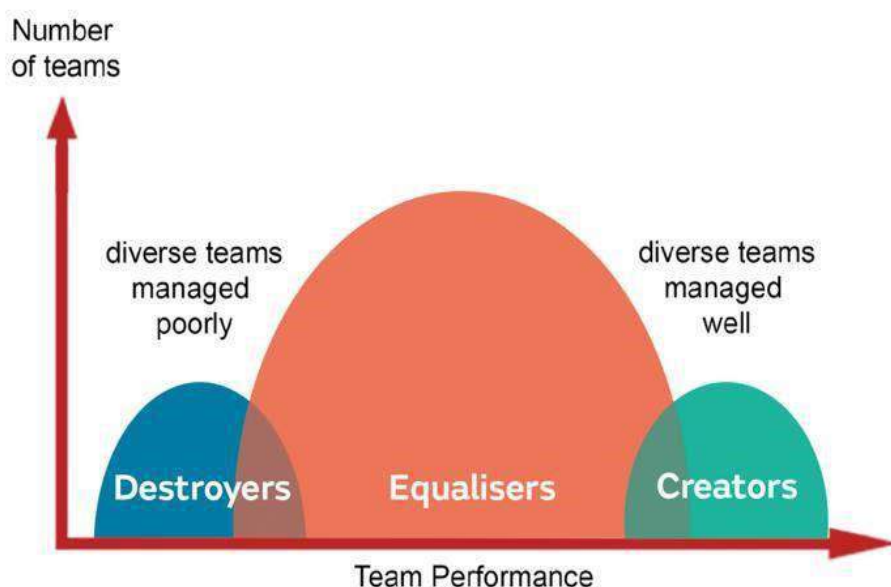 Number
of teams
diverse teams
managed
poorly
diverse teams
managed
well
Destroyers
Equalisers
Creators
Team Performance